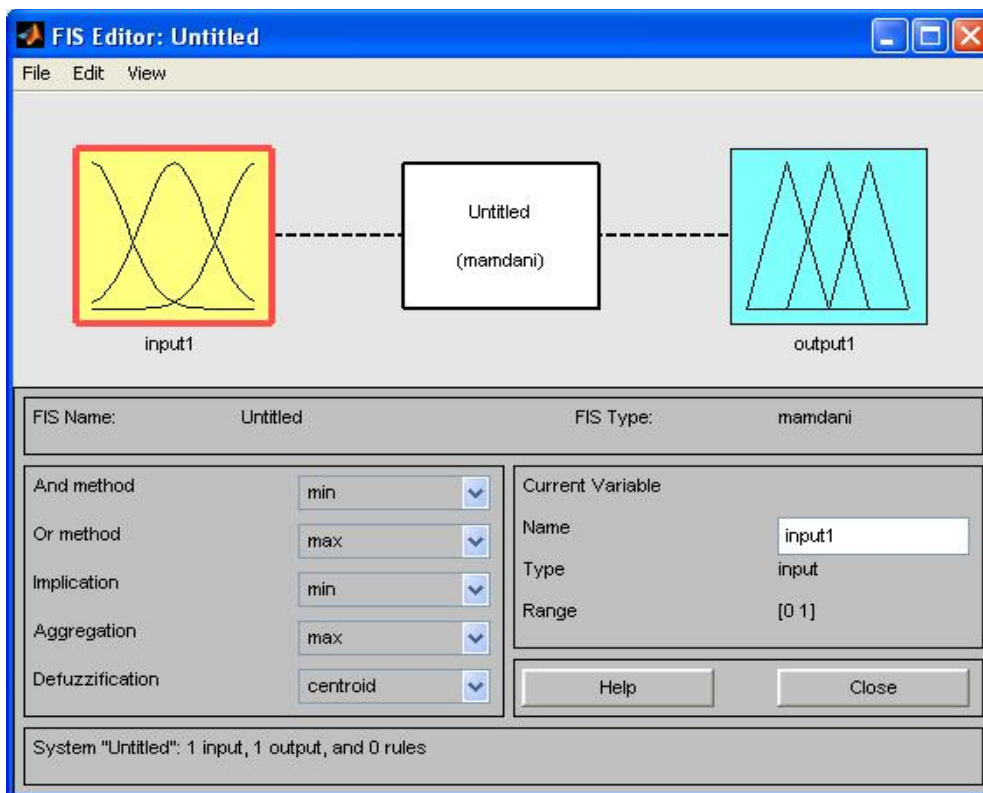 FIS Editor: Untitled
File Edit View
Untitled
(mamdani)
input1
output1
FIS Name: Untitled FIS Type: mamdani
And method min
Or method max
Implication min
Aggregation max
Defuzzification centroid
Current Variable
Name input1
Type input
Range [0 1]
Help Close
System "Untitled": 1 input, 1 output, and 0 rules